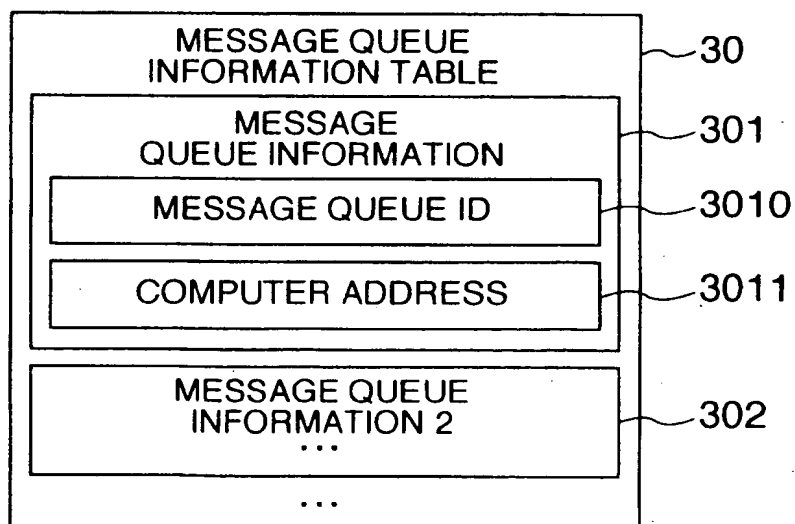 MESSAGE QUEUE
INFORMATION TABLE
30
MESSAGE
QUEUE INFORMATION
301
MESSAGE QUEUE ID
3010
COMPUTER ADDRESS
3011
MESSAGE QUEUE
INFORMATION 2
...
302
...